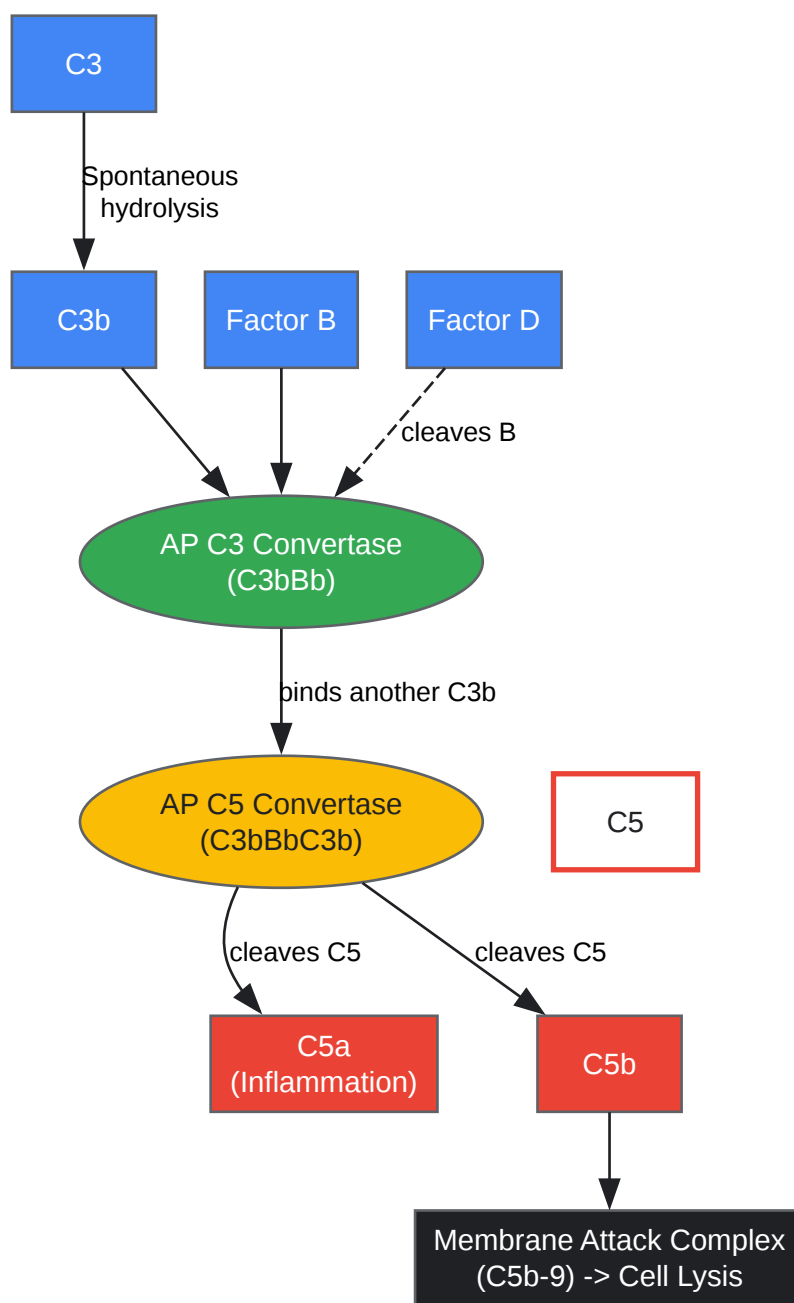 C3
Spontaneous
hydrolysis
C3b
Factor B
Factor D
cleaves B
AP C3 Convertase
(C3bBb)
binds another C3b
AP C5 Convertase
(C3bBbC3b)
C5
cleaves C5
cleaves C5
C5a
(Inflammation)
C5b
Membrane Attack Complex
(C5b-9) -> Cell Lysis